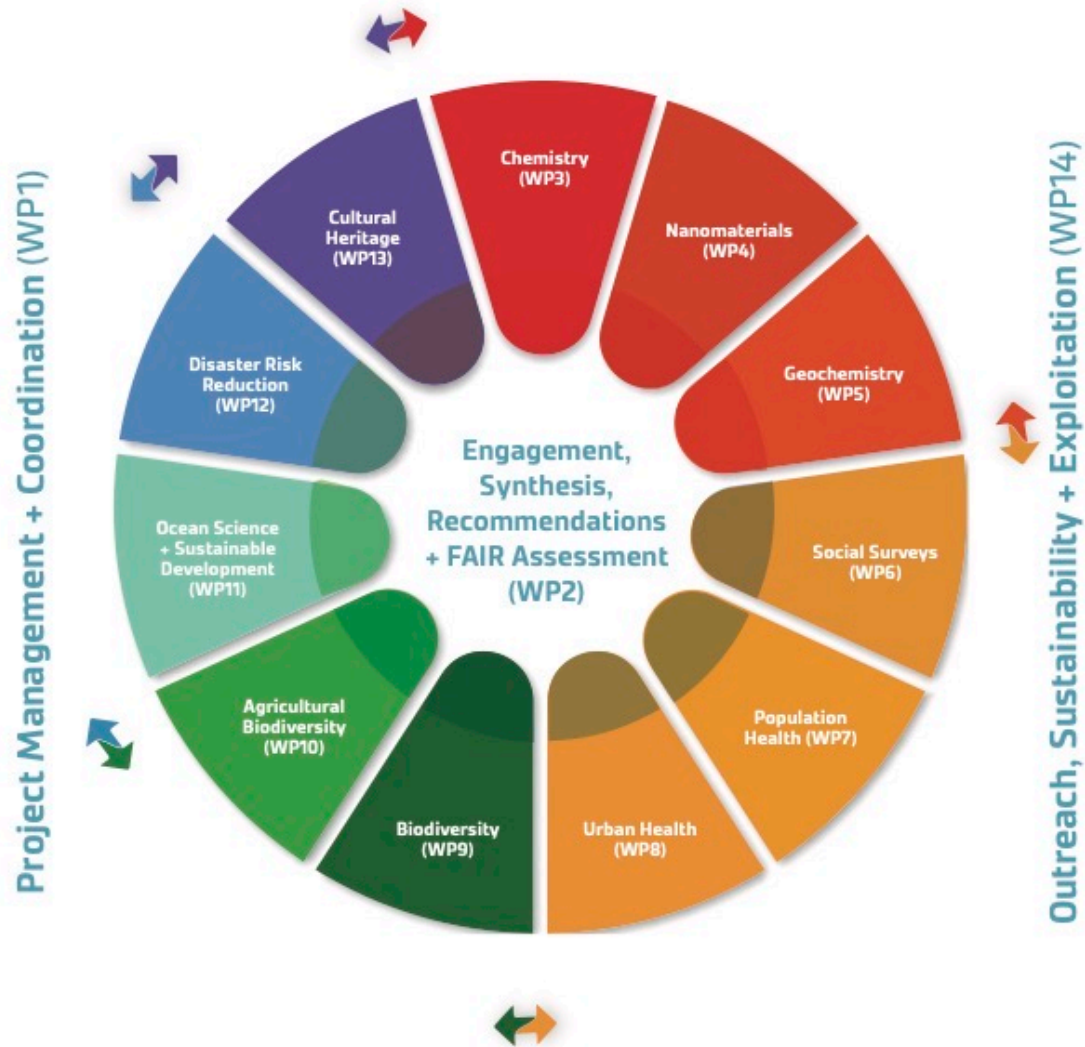 Project Management + Coordination (WP1)
Chemistry
(WP3)
Nanomaterials
(WP4)
Geochemistry
(WP5)
Social Surveys
(WP6)
Population
Health (WP7)
Urban Health
(WP8)
Biodiversity
(WP9)
Agricultural
Biodiversity
(WP10)
Ocean Science
+ Sustainable
Development
(WP11)
Disaster Risk
Reduction
(WP12)
Cultural
Heritage
(WP13)
Engagement,
Synthesis,
Recommendations
+ FAIR Assessment
(WP2)
Outreach, Sustainability + Exploitation (WP14)